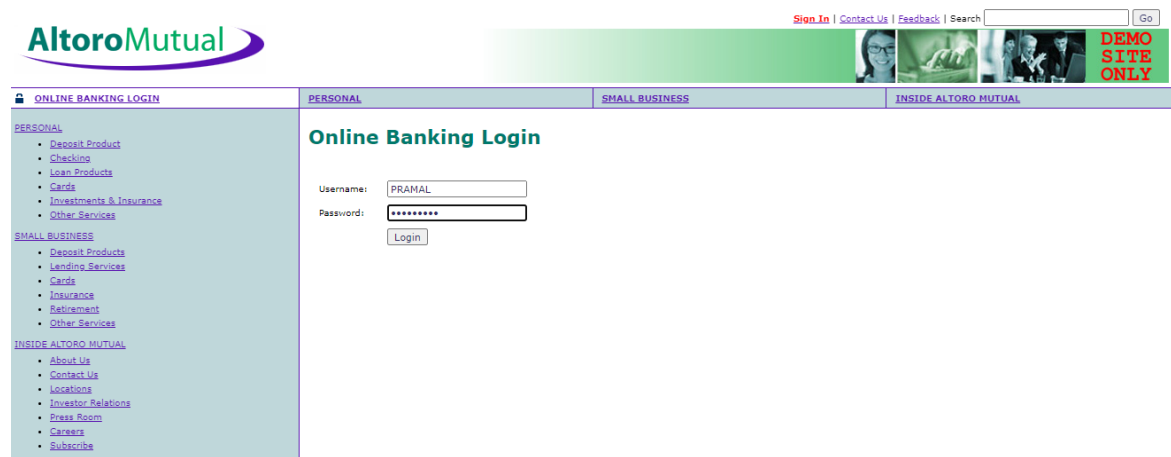 Sign In | Contact Us | Feedback | Search Go
AltoroMutual
DEMO
SITE
ONLY
ONLINE BANKING LOGIN
PERSONAL
SMALL BUSINESS
INSIDE ALTORO MUTUAL
PERSONAL
Deposit Product
Checking
Loan Products
Cards
Investments & Insurance
Other Services
SMALL BUSINESS
Deposit Products
Lending Services
Cards
Insurance
Retirement
Other Services
INSIDE ALTORO MUTUAL
About Us
Contact Us
Locations
Investor Relations
Press Room
Careers
Subscribe
Online Banking Login
Username: PRAMAL
Password: •••••••••
Login